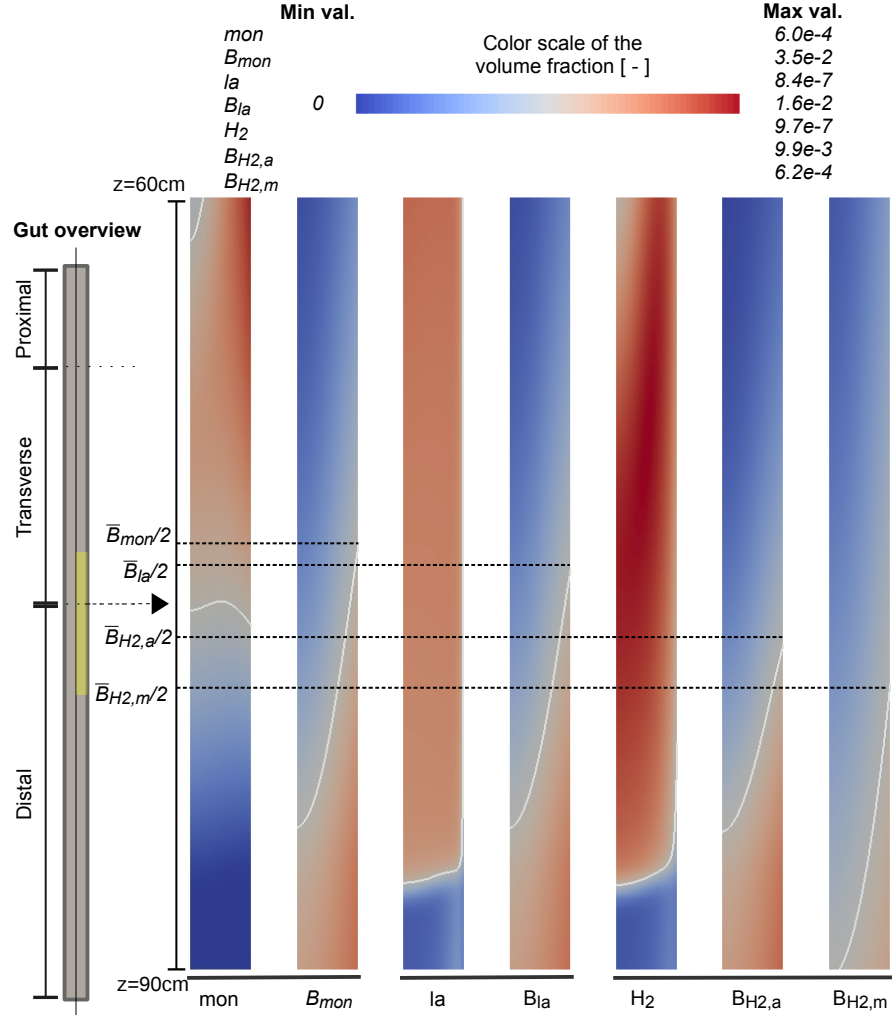 Min val.
Max val.
mon
B_mon
la
B_la
H_2
B_H2,a
B_H2,m
Color scale of the
volume fraction [ - ]
0
6.0e-4
3.5e-2
8.4e-7
1.6e-2
9.7e-7
9.9e-3
6.2e-4
z=60cm
Gut overview
Proximal
Transverse
Distal
B̅_mon/2
B̅_la/2
B̅_H2,a/2
B̅_H2,m/2
z=90cm
mon
B_mon
la
B_la
H_2
B_H2,a
B_H2,m